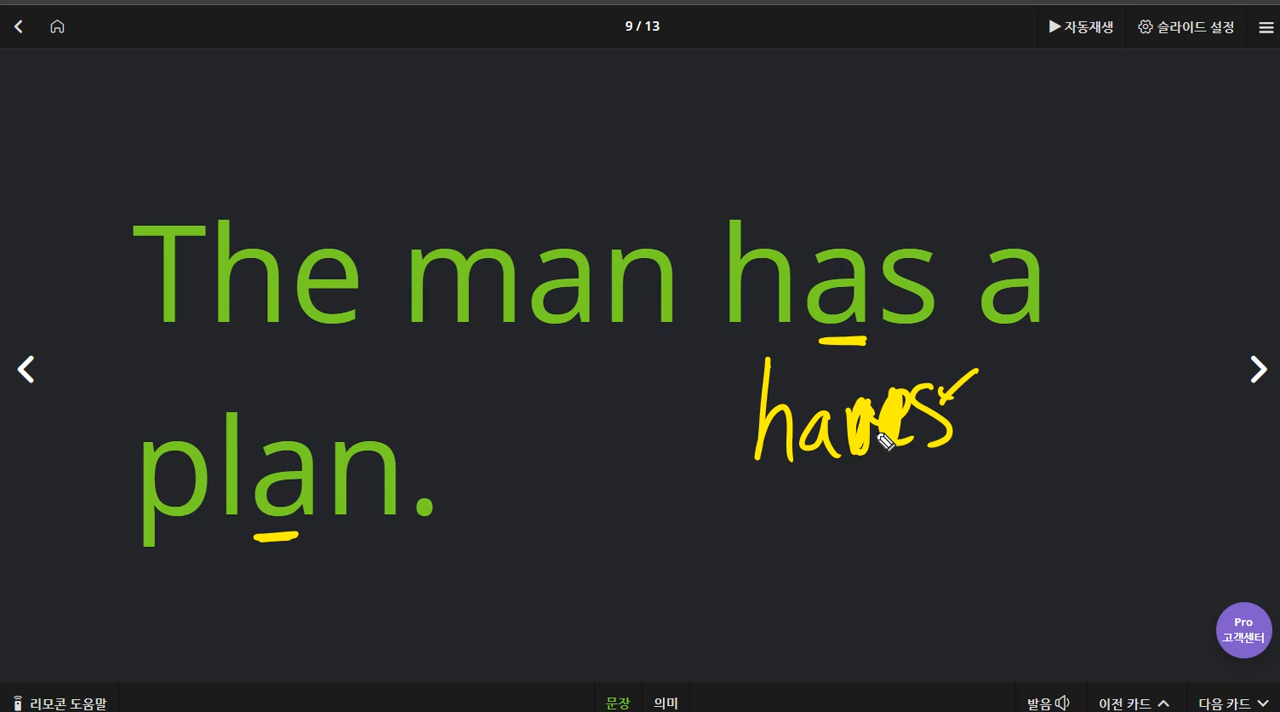 9 / 13
▶ 자동재생
슬라이드 설정
The man has a
plan.
Pro
고객센터
리모콘 도움말
문장
의미
발음
이전 카드
다음 카드